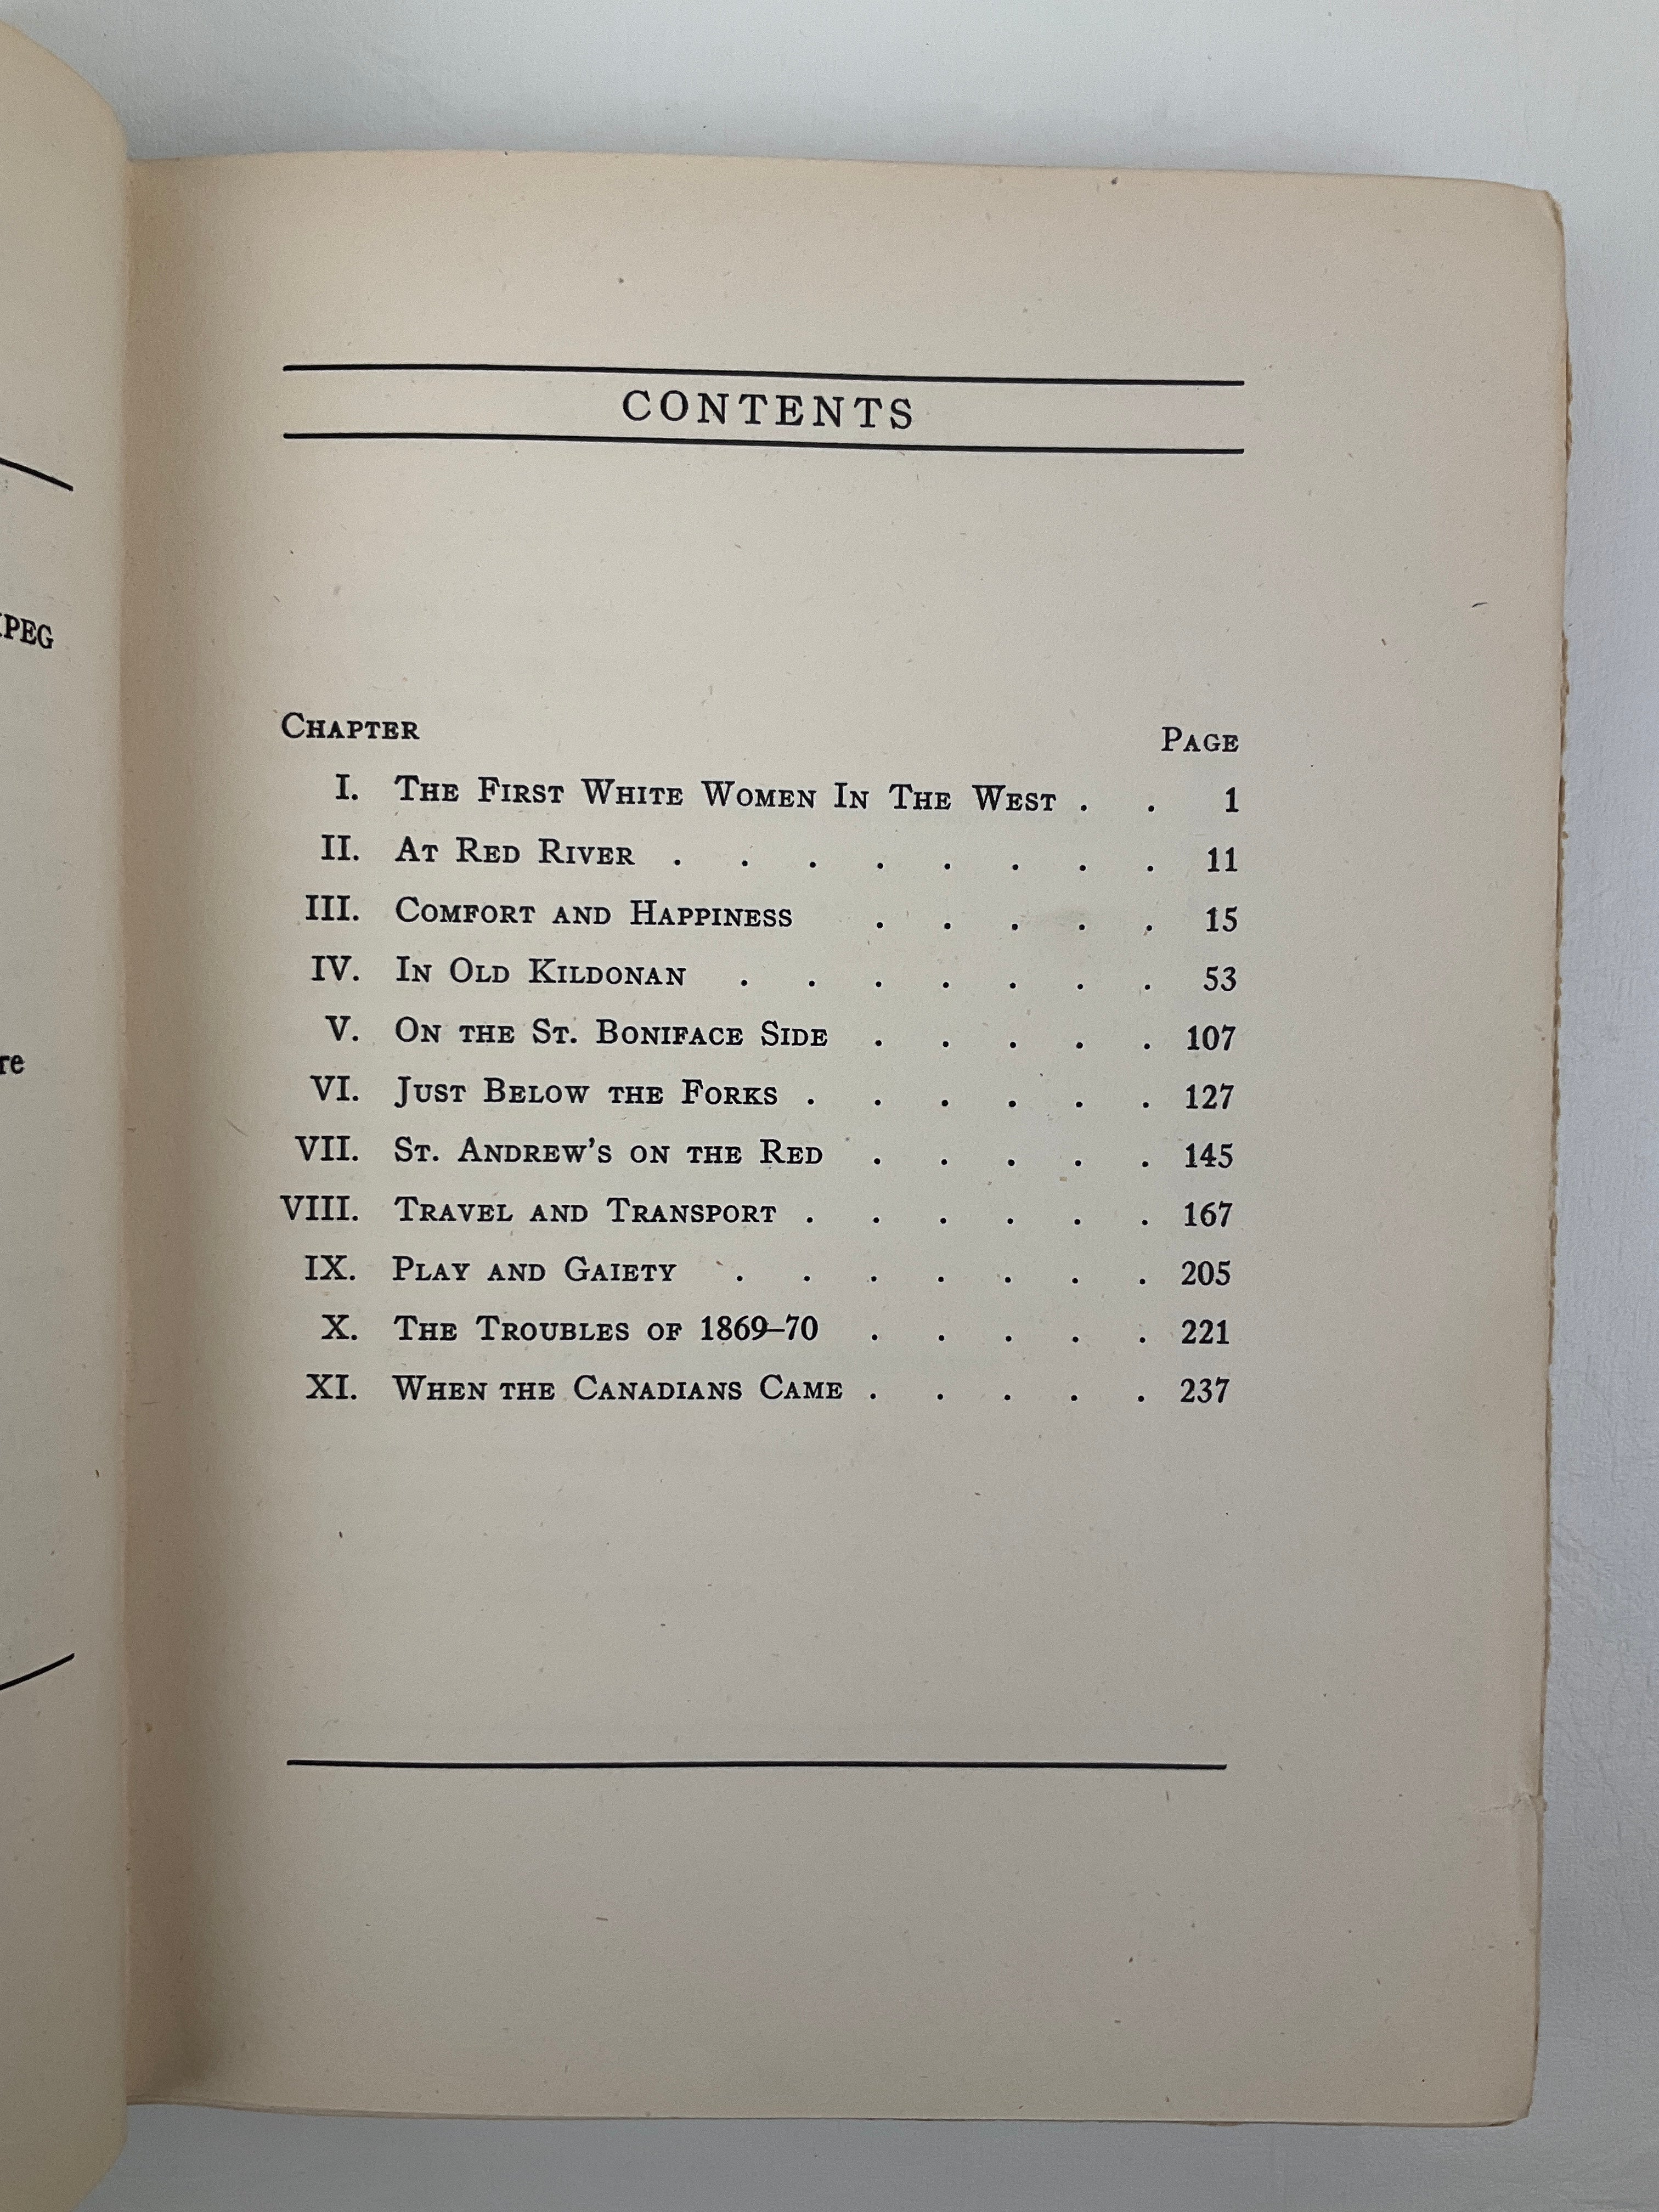 IPEG
re
CONTENTS
CHAPTER PAGE
I. THE FIRST WHITE WOMEN IN THE WEST . . 1
II. AT RED RIVER . . . . . . . . 11
III. COMFORT AND HAPPINESS . . . . . 15
IV. IN OLD KILDONAN . . . . . . . 53
V. ON THE ST. BONIFACE SIDE . . . . . 107
VI. JUST BELOW THE FORKS . . . . . . 127
VII. ST. ANDREW'S ON THE RED . . . . . 145
VIII. TRAVEL AND TRANSPORT . . . . . . 167
IX. PLAY AND GAIETY . . . . . . . 205
X. THE TROUBLES OF 1869–70 . . . . . 221
XI. WHEN THE CANADIANS CAME . . . . . 237